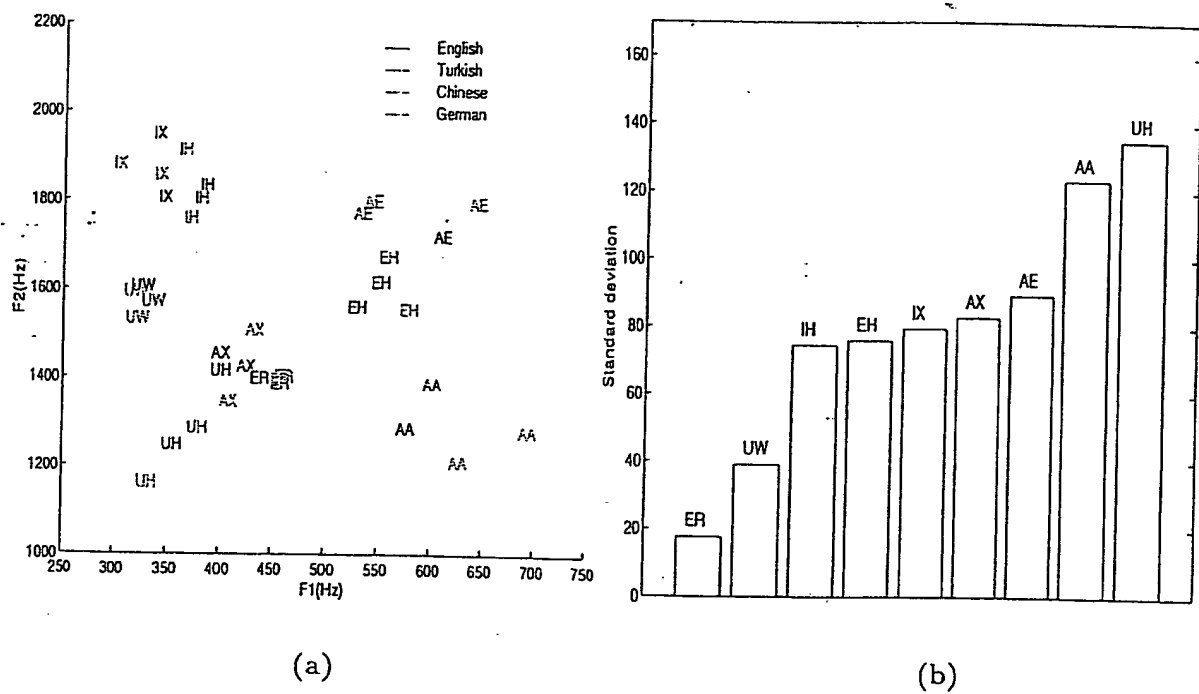 2200
2000
1800
1600
1400
1200
1000
F2(Hz)
English
Turkish
Chinese
German
IX
IH
IX
IX
IH
IX
IH
IH
AE
AE
AE
AE
EH
EH
EH
EH
UW
UW
UW
AX
AX
AX
UH
ER
AX
UH
UH
UH
AA
AA
AA
AA
250
300
350
400
450
500
550
600
650
700
750
F1(Hz)
(a)
160
140
120
100
80
60
40
20
0
Standard deviation
ER
UW
IH
EH
IX
AX
AE
AA
UH
(b)